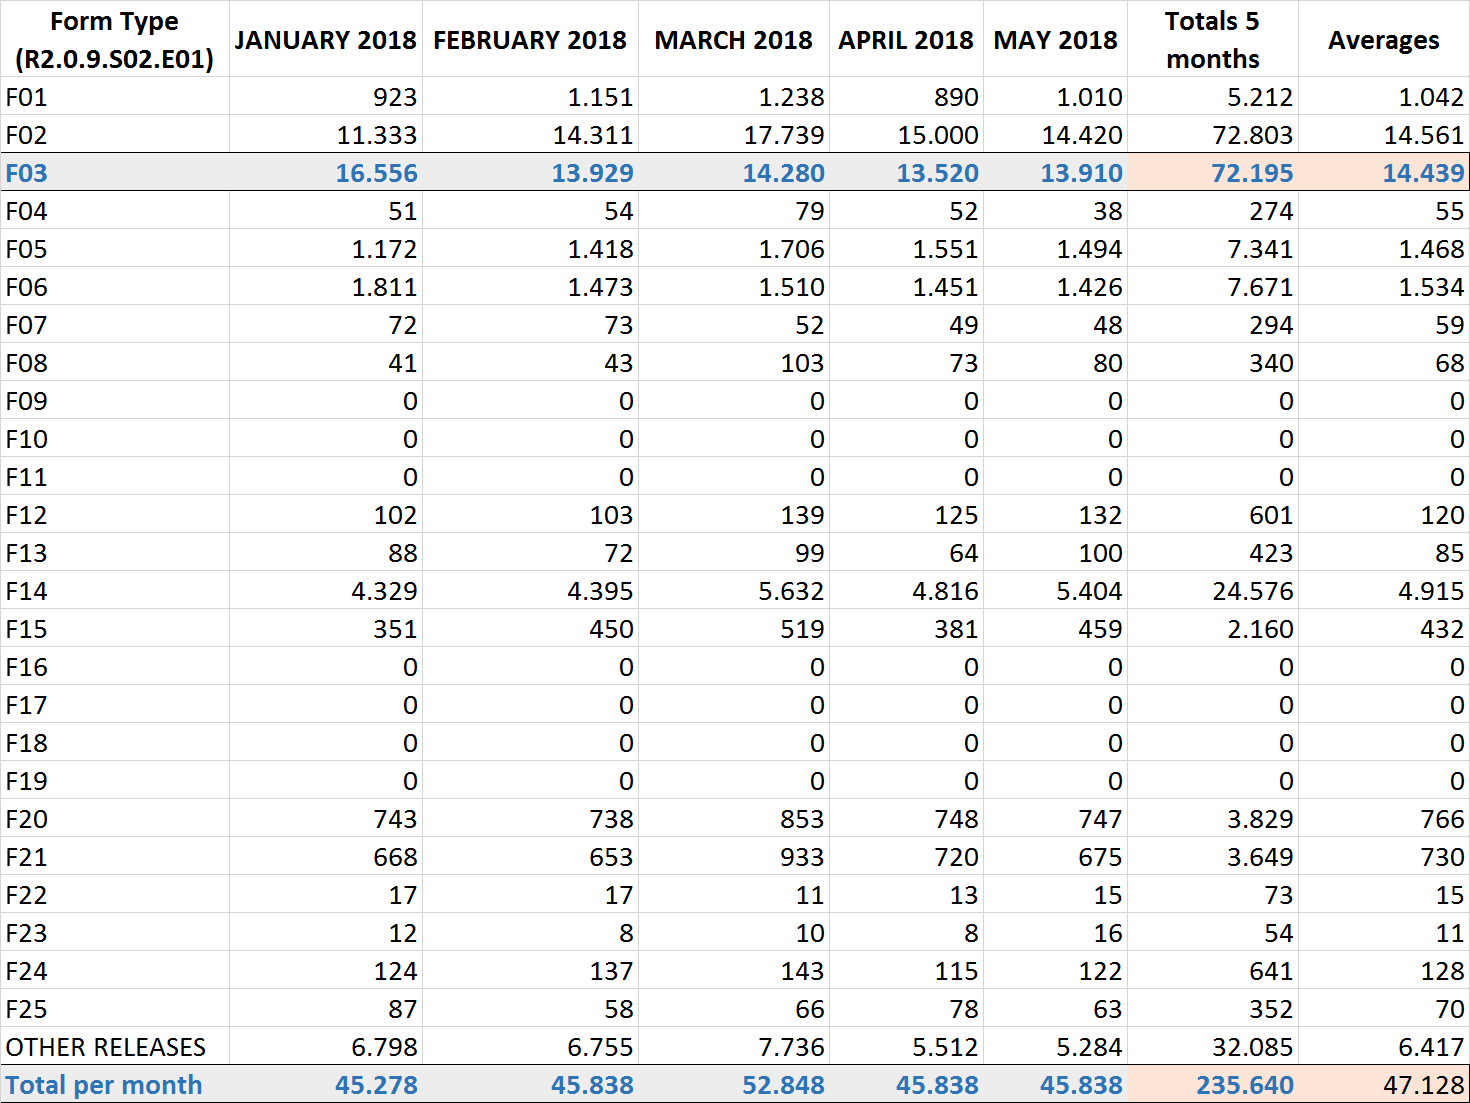 Form Type (R2.0.9.S02.E01) JANUARY 2018 FEBRUARY 2018 MARCH 2018 APRIL 2018 MAY 2018 Totals 5 months Averages
F01 923 1.151 1.238 890 1.010 5.212 1.042
F02 11.333 14.311 17.739 15.000 14.420 72.803 14.561
F03 16.556 13.929 14.280 13.520 13.910 72.195 14.439
F04 51 54 79 52 38 274 55
F05 1.172 1.418 1.706 1.551 1.494 7.341 1.468
F06 1.811 1.473 1.510 1.451 1.426 7.671 1.534
F07 72 73 52 49 48 294 59
F08 41 43 103 73 80 340 68
F09 0 0 0 0 0 0 0
F10 0 0 0 0 0 0 0
F11 0 0 0 0 0 0 0
F12 102 103 139 125 132 601 120
F13 88 72 99 64 100 423 85
F14 4.329 4.395 5.632 4.816 5.404 24.576 4.915
F15 351 450 519 381 459 2.160 432
F16 0 0 0 0 0 0 0
F17 0 0 0 0 0 0 0
F18 0 0 0 0 0 0 0
F19 0 0 0 0 0 0 0
F20 743 738 853 748 747 3.829 766
F21 668 653 933 720 675 3.649 730
F22 17 17 11 13 15 73 15
F23 12 8 10 8 16 54 11
F24 124 137 143 115 122 641 128
F25 87 58 66 78 63 352 70
OTHER RELEASES 6.798 6.755 7.736 5.512 5.284 32.085 6.417
Total per month 45.278 45.838 52.848 45.838 45.838 235.640 47.128